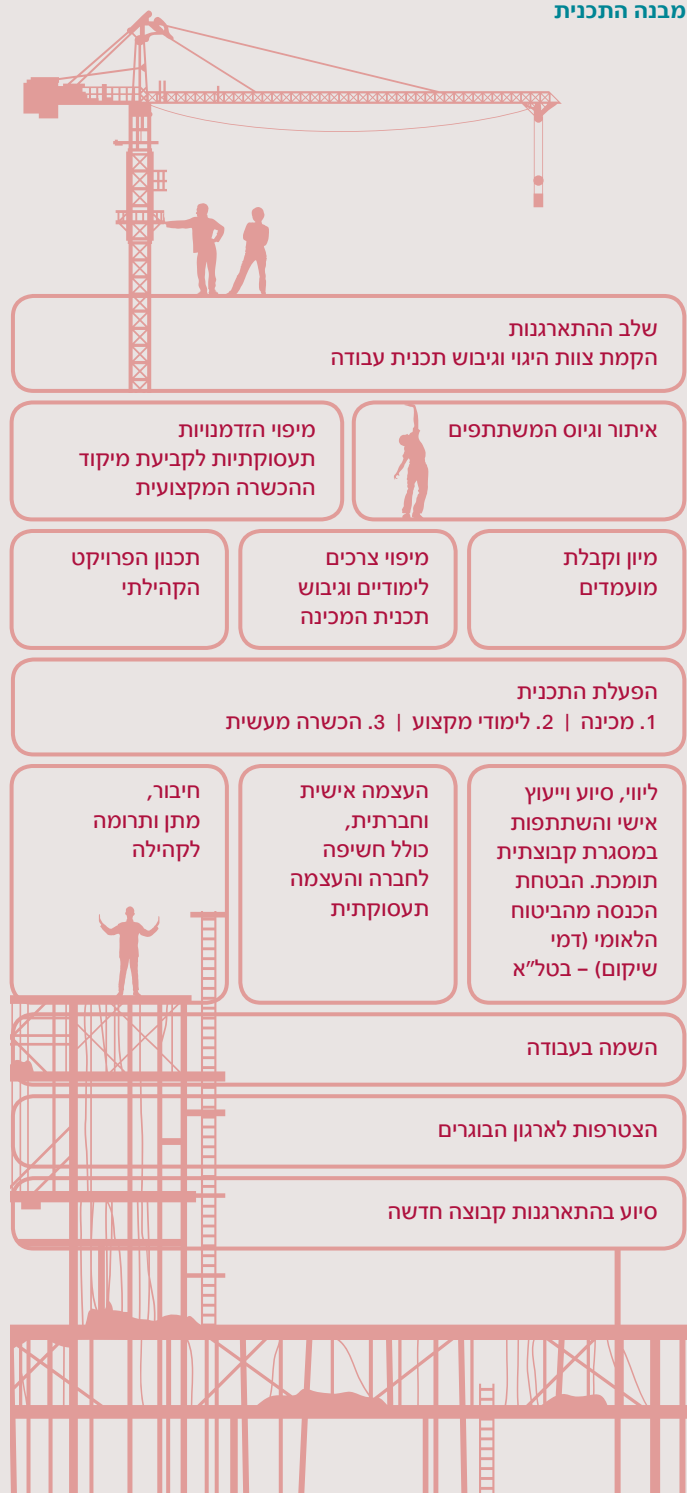 מבנה התכנית
שלב ההתארגנות
הקמת צוות היגוי וגיבוש תכנית עבודה
איתור וגיוס המשתתפים
מיפוי הזדמנויות
תעסוקתיות לקביעת מיקוד
ההכשרה המקצועית
מיון וקבלת
מועמדים
מיפוי צרכים
לימודיים וגיבוש
תכנית המכינה
תכנון הפרויקט
הקהילתי
הפעלת התכנית
1. מכינה | 2. לימודי מקצוע | 3. הכשרה מעשית
ליווי, סיוע וייעוץ
אישי והשתתפות
במסגרת קבוצתית
תומכת. הבטחת
הכנסה מהביטוח
הלאומי (דמי
שיקום) – בטל״א
העצמה אישית
וחברתית,
כולל חשיפה
לחברה והעצמה
תעסוקתית
חיבור,
מתן ותרומה
לקהילה
השמה בעבודה
הצטרפות לארגון הבוגרים
סיוע בהתארגנות קבוצה חדשה